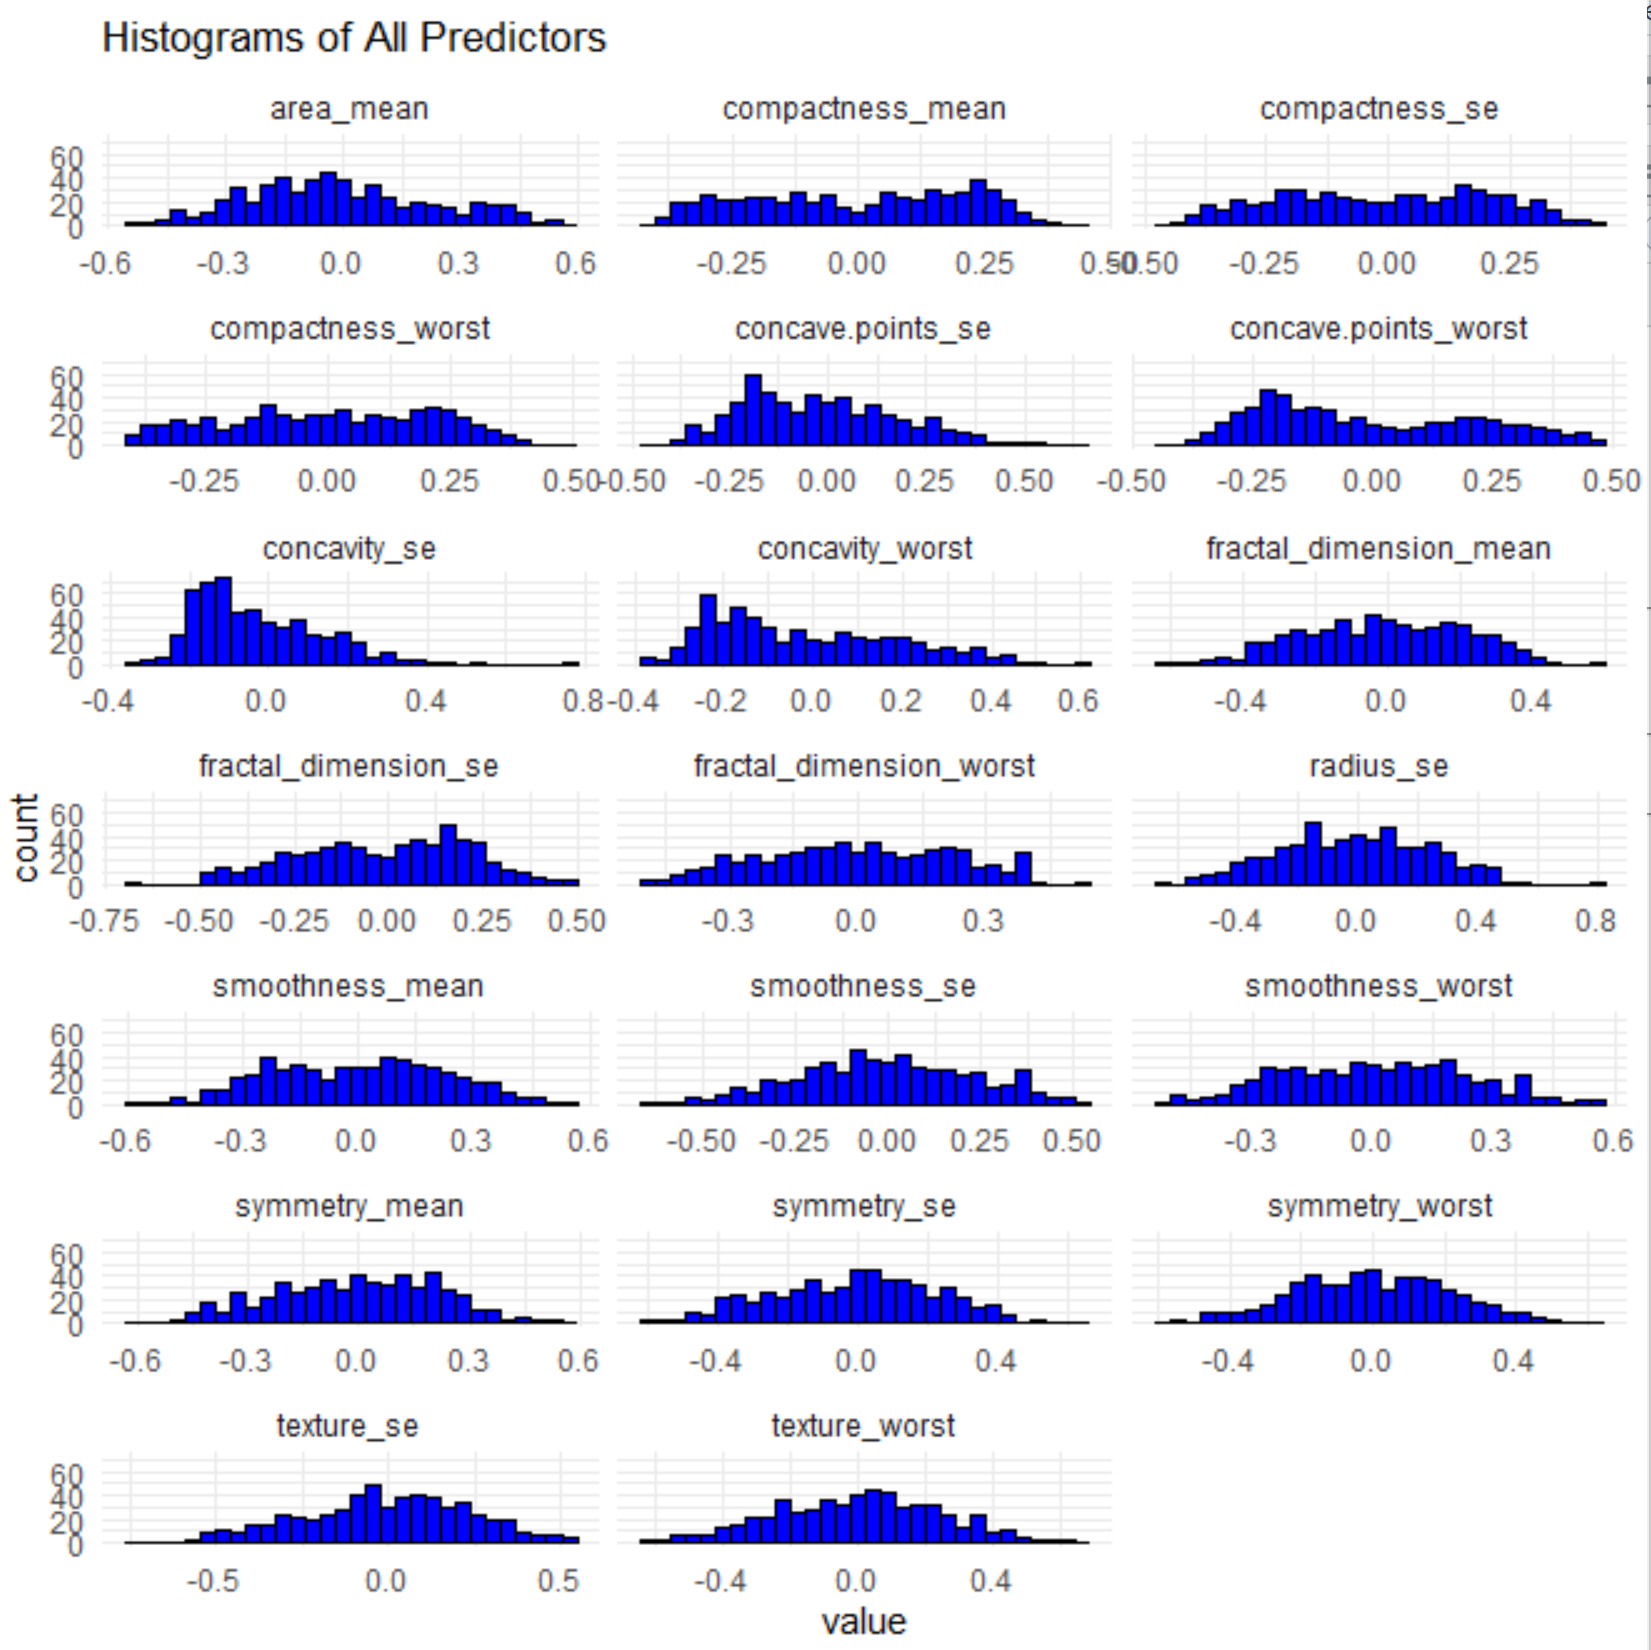 Histograms of All Predictors
area_mean compactness_mean compactness_se
60
40
20
0
-0.6 -0.3 0.0 0.3 0.6 -0.25 0.00 0.25 0.50 -0.50 -0.25 0.00 0.25
compactness_worst concave.points_se concave.points_worst
60
40
20
0
-0.25 0.00 0.25 0.50 -0.50 -0.25 0.00 0.25 0.50 -0.50 -0.25 0.00 0.25 0.50
concavity_se concavity_worst fractal_dimension_mean
60
40
20
0
-0.4 0.0 0.4 0.8 -0.4 -0.2 0.0 0.2 0.4 0.6 -0.4 0.0 0.4
fractal_dimension_se fractal_dimension_worst radius_se
count
60
40
20
0
-0.75 -0.50 -0.25 0.00 0.25 0.50 -0.3 0.0 0.3 -0.4 0.0 0.4 0.8
smoothness_mean smoothness_se smoothness_worst
60
40
20
0
-0.6 -0.3 0.0 0.3 0.6 -0.50 -0.25 0.00 0.25 0.50 -0.3 0.0 0.3 0.6
symmetry_mean symmetry_se symmetry_worst
60
40
20
0
-0.6 -0.3 0.0 0.3 0.6 -0.4 0.0 0.4 -0.4 0.0 0.4
texture_se texture_worst
60
40
20
0
-0.5 0.0 0.5 -0.4 0.0 0.4
value